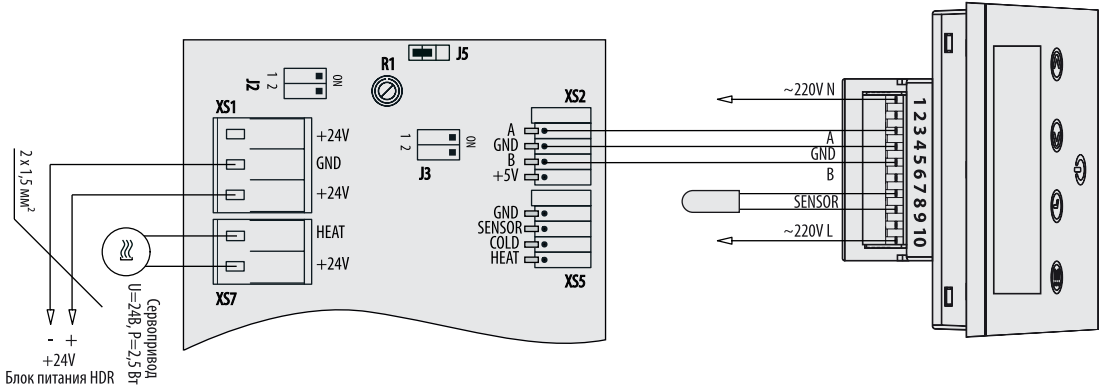 J5
R1
J2
1 2
ON
XS1
+24V
GND
+24V
HEAT
+24V
XS7
J3
1 2
ON
XS2
A
GND
B
+5V
GND
SENSOR
COLD
HEAT
XS5
~220V N
A
GND
B
SENSOR
~220V L
1
2
3
4
5
6
7
8
9
10
2 x 1,5 мм²
Сервопривод
U=24В, P=2,5 Вт
- +
+24V
Блок питания HDR